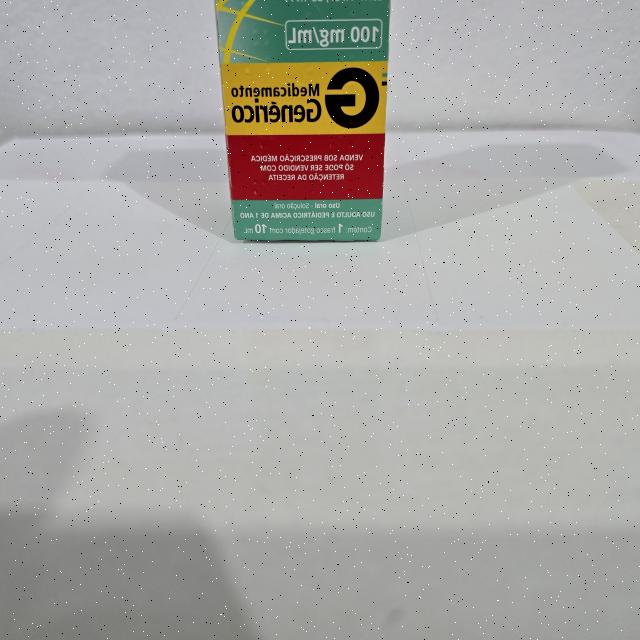 100 mg/mL
G
Medicamento
Genérico
VENDA SOB PRESCRIÇÃO MÉDICA
SÓ PODE SER VENDIDO COM
RETENÇÃO DA RECEITA
Uso oral - Solução oral
USO ADULTO E PEDIÁTRICO ACIMA DE 1 ANO
Contém 1 frasco gotejador com 10 mL